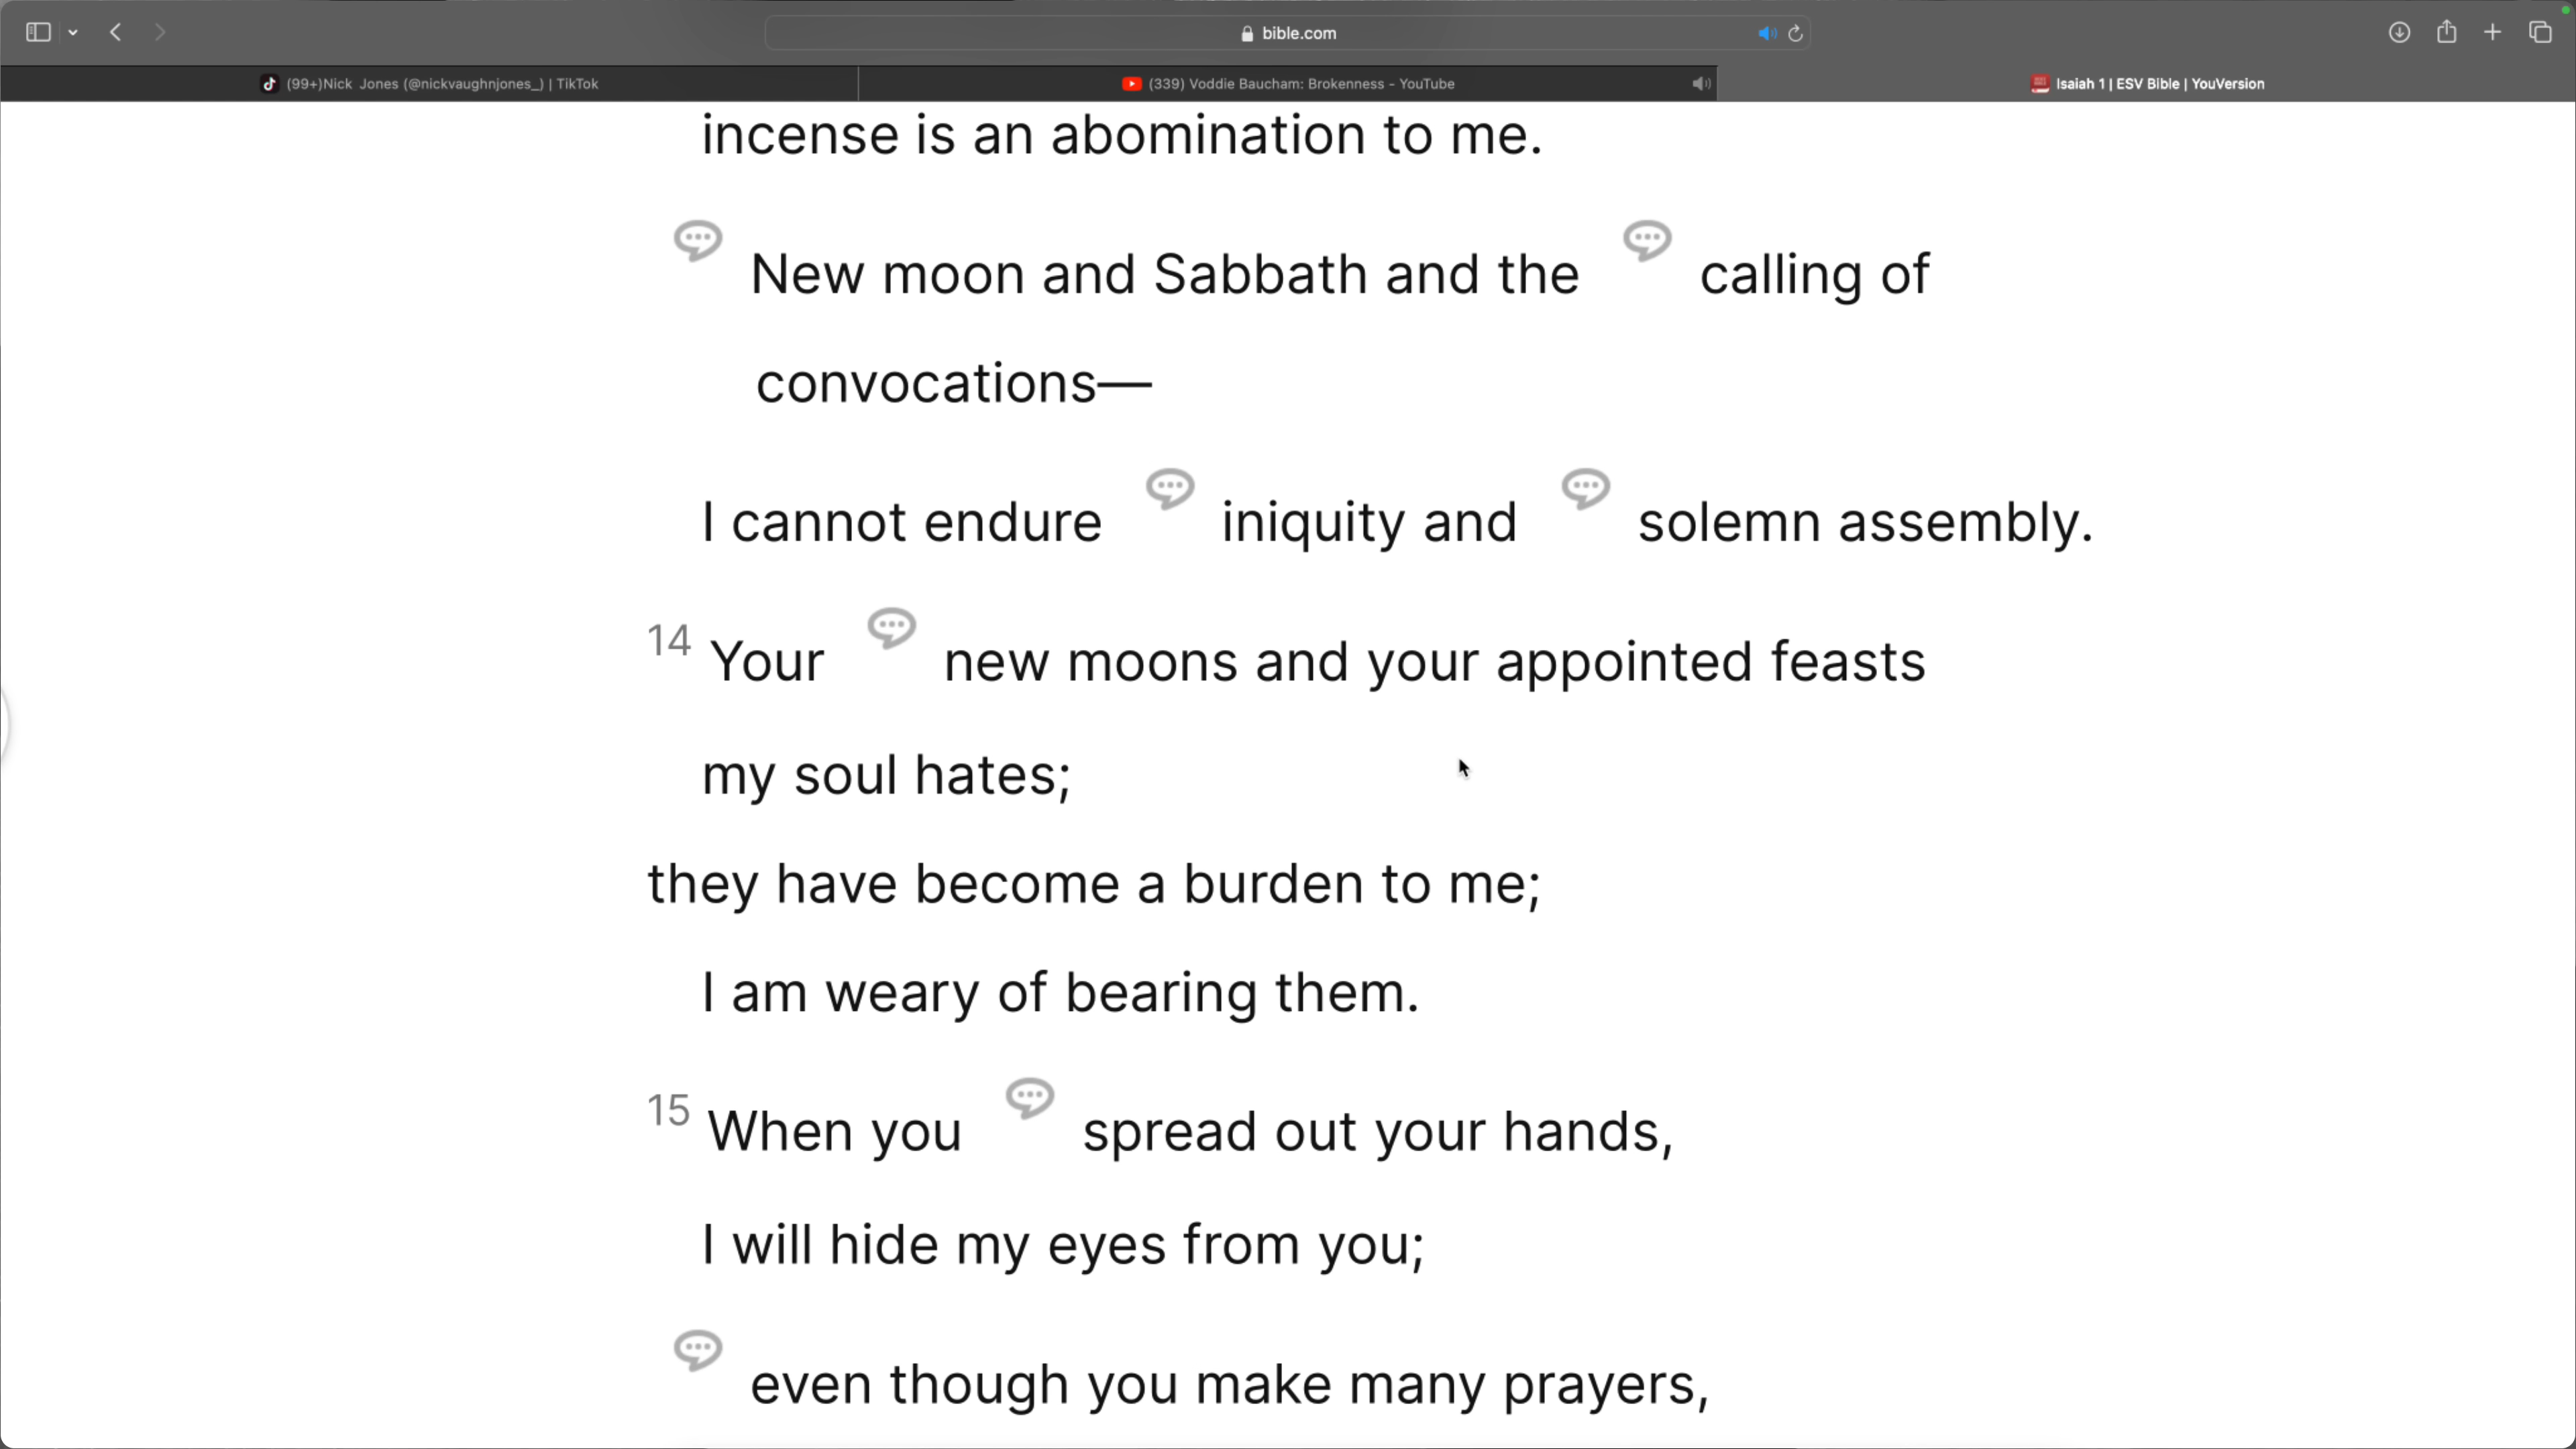 bible.com
(99+)Nick Jones (@nickvaughnjones_) | TikTok
(339) Voddie Baucham: Brokenness - YouTube
Isaiah 1 | ESV Bible | YouVersion
incense is an abomination to me.
New moon and Sabbath and the calling of
convocations—
I cannot endure iniquity and solemn assembly.
14 Your new moons and your appointed feasts
my soul hates;
they have become a burden to me;
I am weary of bearing them.
15 When you spread out your hands,
I will hide my eyes from you;
even though you make many prayers,